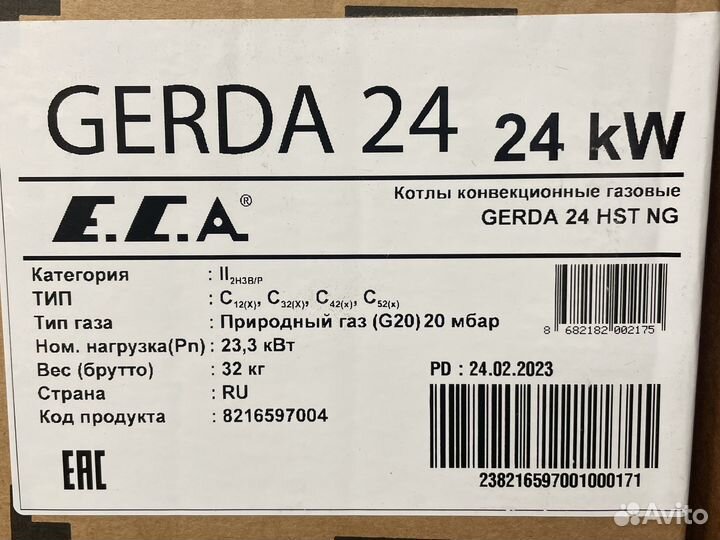 GERDA 24 24 kW
E.C.A.®
Котлы конвекционные газовые
GERDA 24 HST NG
Категория : II2H3B/P
ТИП : C12(X), C32(X), C42(x), C52(x)
Тип газа : Природный газ (G20) 20 мбар
Ном. нагрузка(Pn) : 23,3 кВт
Вес (брутто) : 32 кг
Страна : RU
Код продукта : 8216597004
8 682182 002175
PD : 24.02.2023
238216597001000171
EAC
Avito